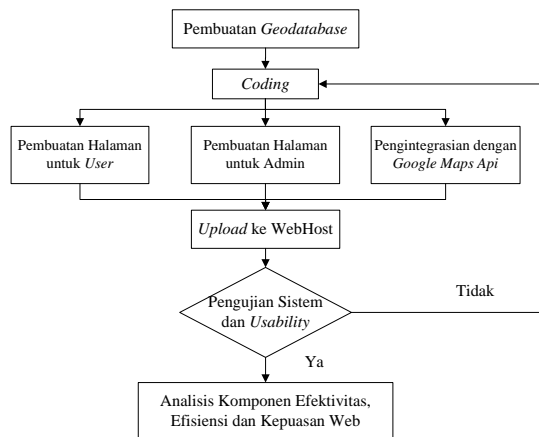 Pembuatan Geodatabase
Coding
Pembuatan Halaman
untuk User
Pembuatan Halaman
untuk Admin
Pengintegrasian dengan
Google Maps Api
Upload ke WebHost
Pengujian Sistem
dan Usability
Tidak
Ya
Analisis Komponen Efektivitas,
Efisiensi dan Kepuasan Web